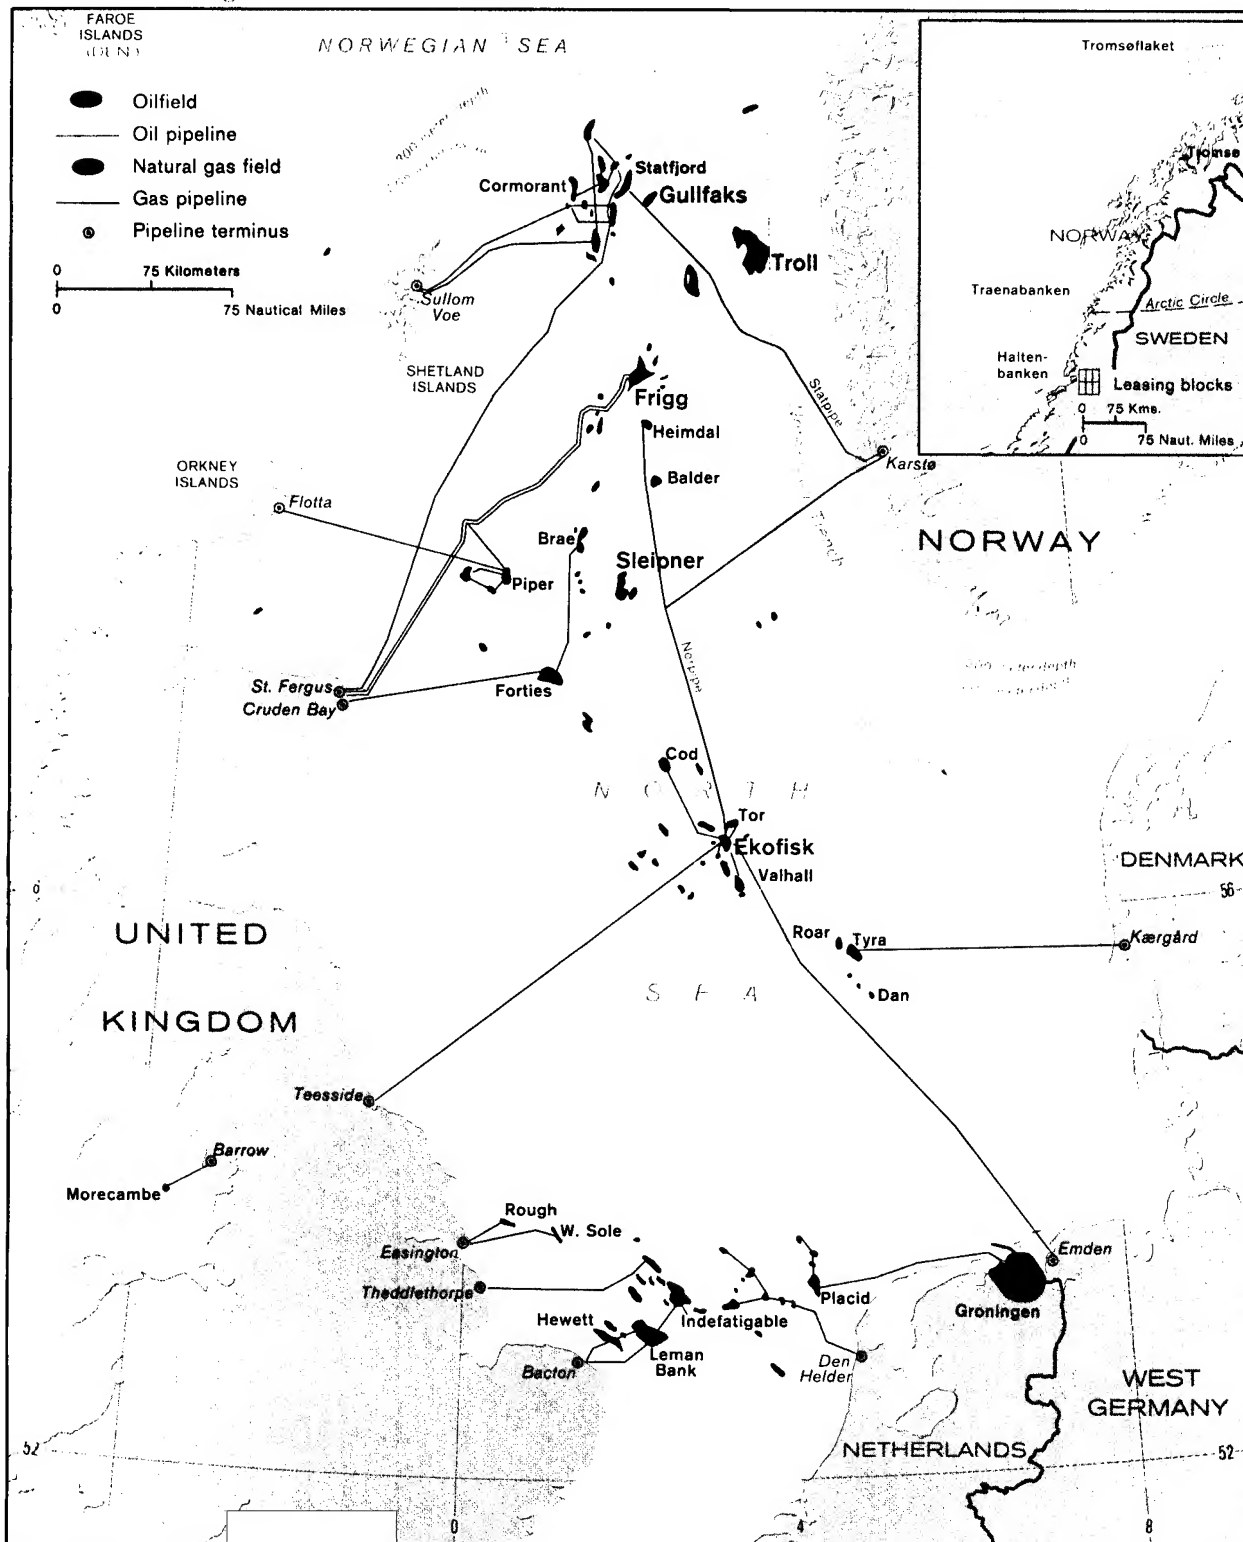 FAROE
ISLANDS
(DEN)
NORWEGIAN SEA
Oilfield
Oil pipeline
Natural gas field
Gas pipeline
Pipeline terminus
0 75 Kilometers
0 75 Nautical Miles
Tromsøflaket
Tromsø
NORWAY
Traenabanken
Arctic Circle
SWEDEN
Halten-
banken
Leasing blocks
0 75 Kms.
0 75 Naut. Miles
Statfjord
Cormorant
Gullfaks
Troll
Sullom
Voe
SHETLAND
ISLANDS
Frigg
Statpipe
Heimdal
Karstø
Balder
ORKNEY
ISLANDS
Flotta
Brae
NORWAY
Sleipner
Piper
Trench
Norpipe
St. Fergus
Forties
Cruden Bay
Cod
NORTH
Tor
Ekofisk
Valhall
DENMARK
0
56
UNITED
Roar
Tyra
Kærgård
Dan
SEA
KINGDOM
Teesside
Barrow
Morecambe
Rough
W. Sole
Easington
Emden
Theddlethorpe
Placid
Groningen
Hewett
Indefatigable
Leman
Bank
Bacton
Den
Helder
WEST
GERMANY
NETHERLANDS
52
52
0
4
8